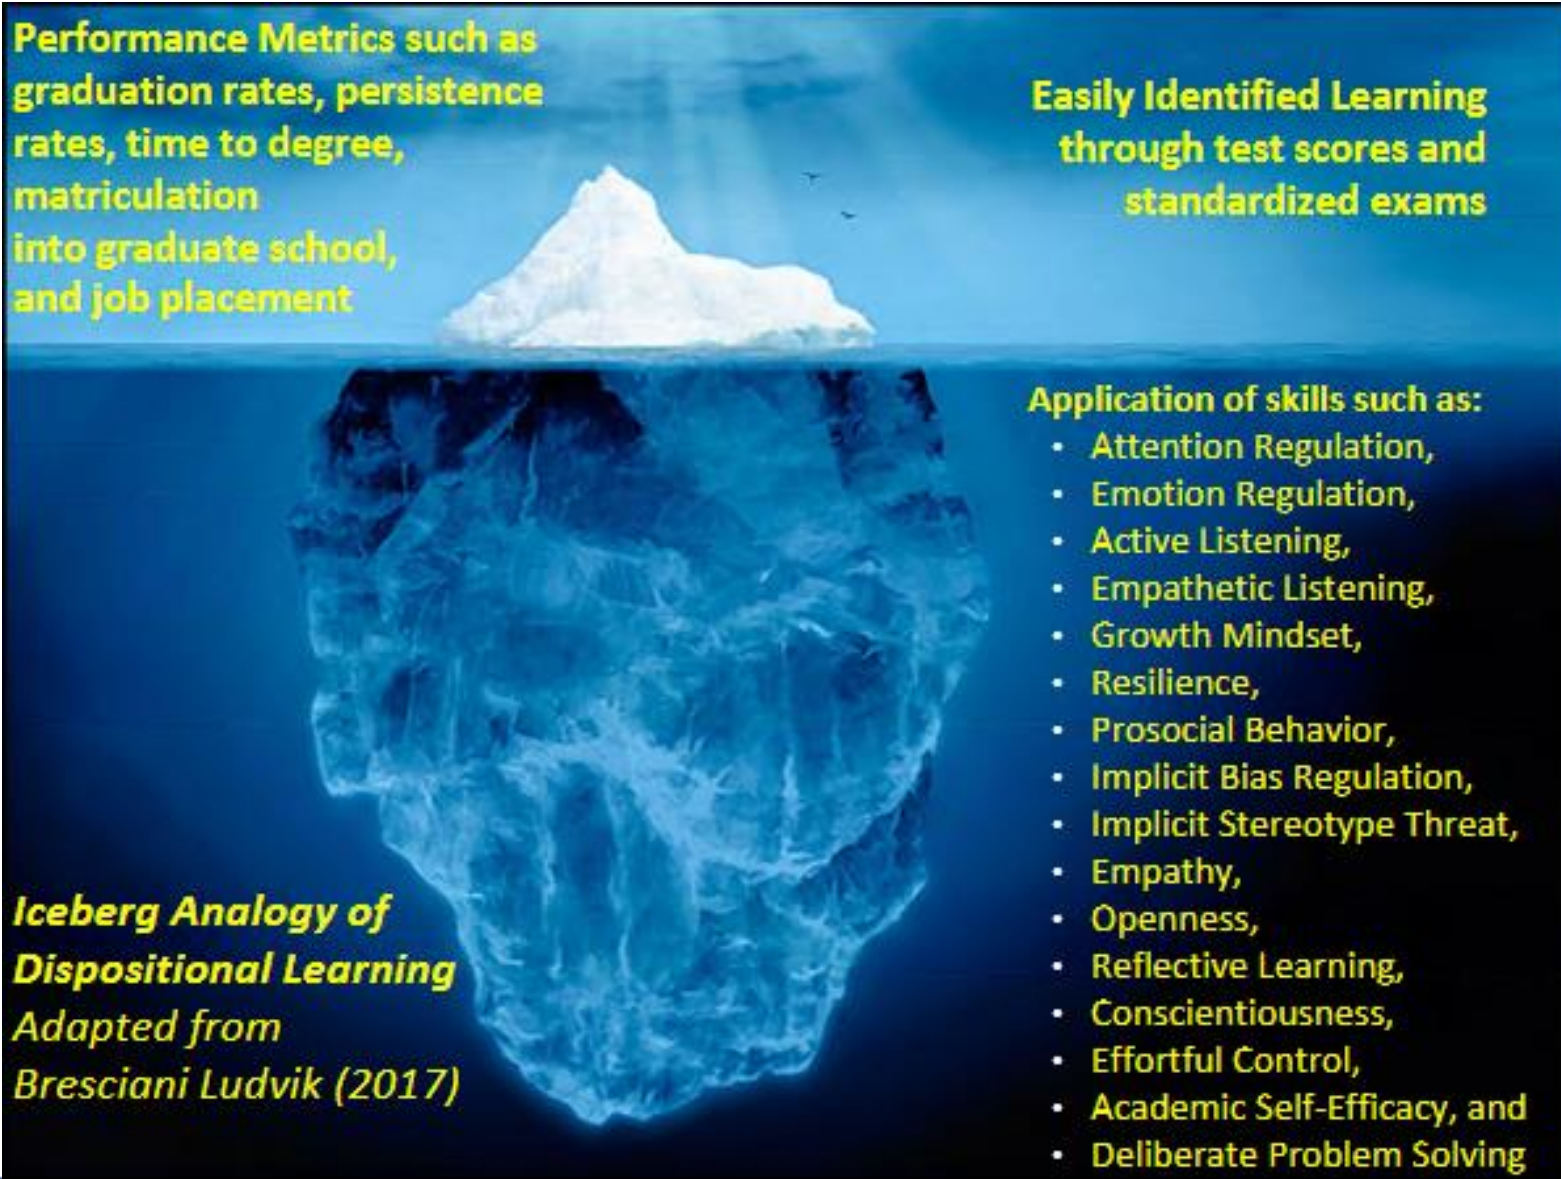 Performance Metrics such as
graduation rates, persistence
rates, time to degree,
matriculation
into graduate school,
and job placement
Easily Identified Learning
through test scores and
standardized exams
Application of skills such as:
• Attention Regulation,
• Emotion Regulation,
• Active Listening,
• Empathetic Listening,
• Growth Mindset,
• Resilience,
• Prosocial Behavior,
• Implicit Bias Regulation,
• Implicit Stereotype Threat,
• Empathy,
• Openness,
• Reflective Learning,
• Conscientiousness,
• Effortful Control,
• Academic Self-Efficacy, and
• Deliberate Problem Solving
Iceberg Analogy of
Dispositional Learning
Adapted from
Bresciani Ludvik (2017)